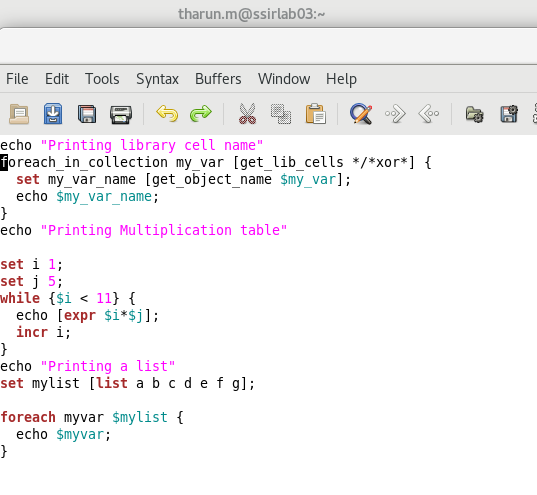 tharun.m@ssirlab03:~
File Edit Tools Syntax Buffers Window Help
echo "Printing library cell name"
foreach_in_collection my_var [get_lib_cells */*xor*] {
  set my_var_name [get_object_name $my_var];
  echo $my_var_name;
}
echo "Printing Multiplication table"

set i 1;
set j 5;
while {$i < 11} {
  echo [expr $i*$j];
  incr i;
}
echo "Printing a list"
set mylist [list a b c d e f g];

foreach myvar $mylist {
  echo $myvar;
}